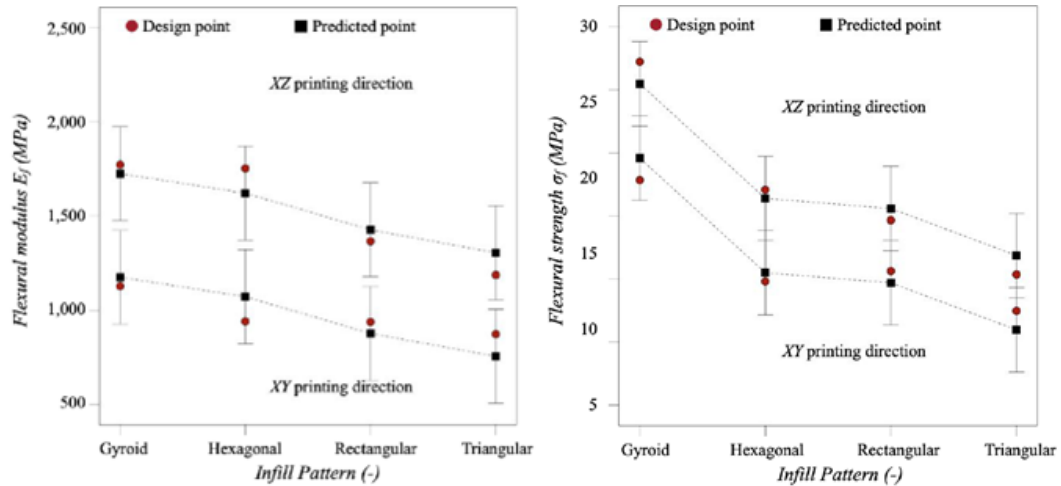 2,500
2,000
1,500
1,000
500
Flexural modulus E_f (MPa)
Design point
Predicted point
XZ printing direction
XY printing direction
Gyroid
Hexagonal
Rectangular
Triangular
Infill Pattern (-)
30
25
20
15
10
5
Flexural strength σ_f (MPa)
Design point
Predicted point
XZ printing direction
XY printing direction
Gyroid
Hexagonal
Rectangular
Triangular
Infill Pattern (-)